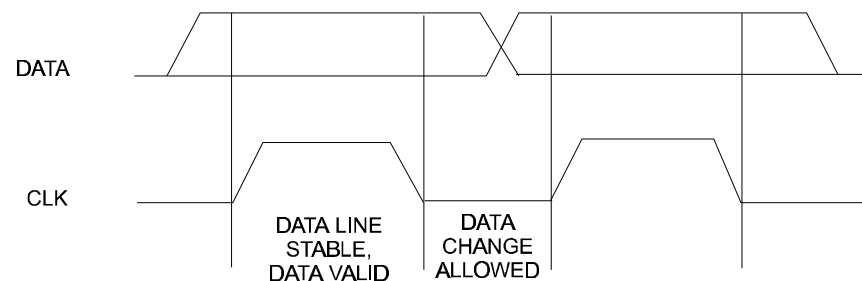 DATA
CLK
DATA LINE
STABLE,
DATA VALID
DATA
CHANGE
ALLOWED